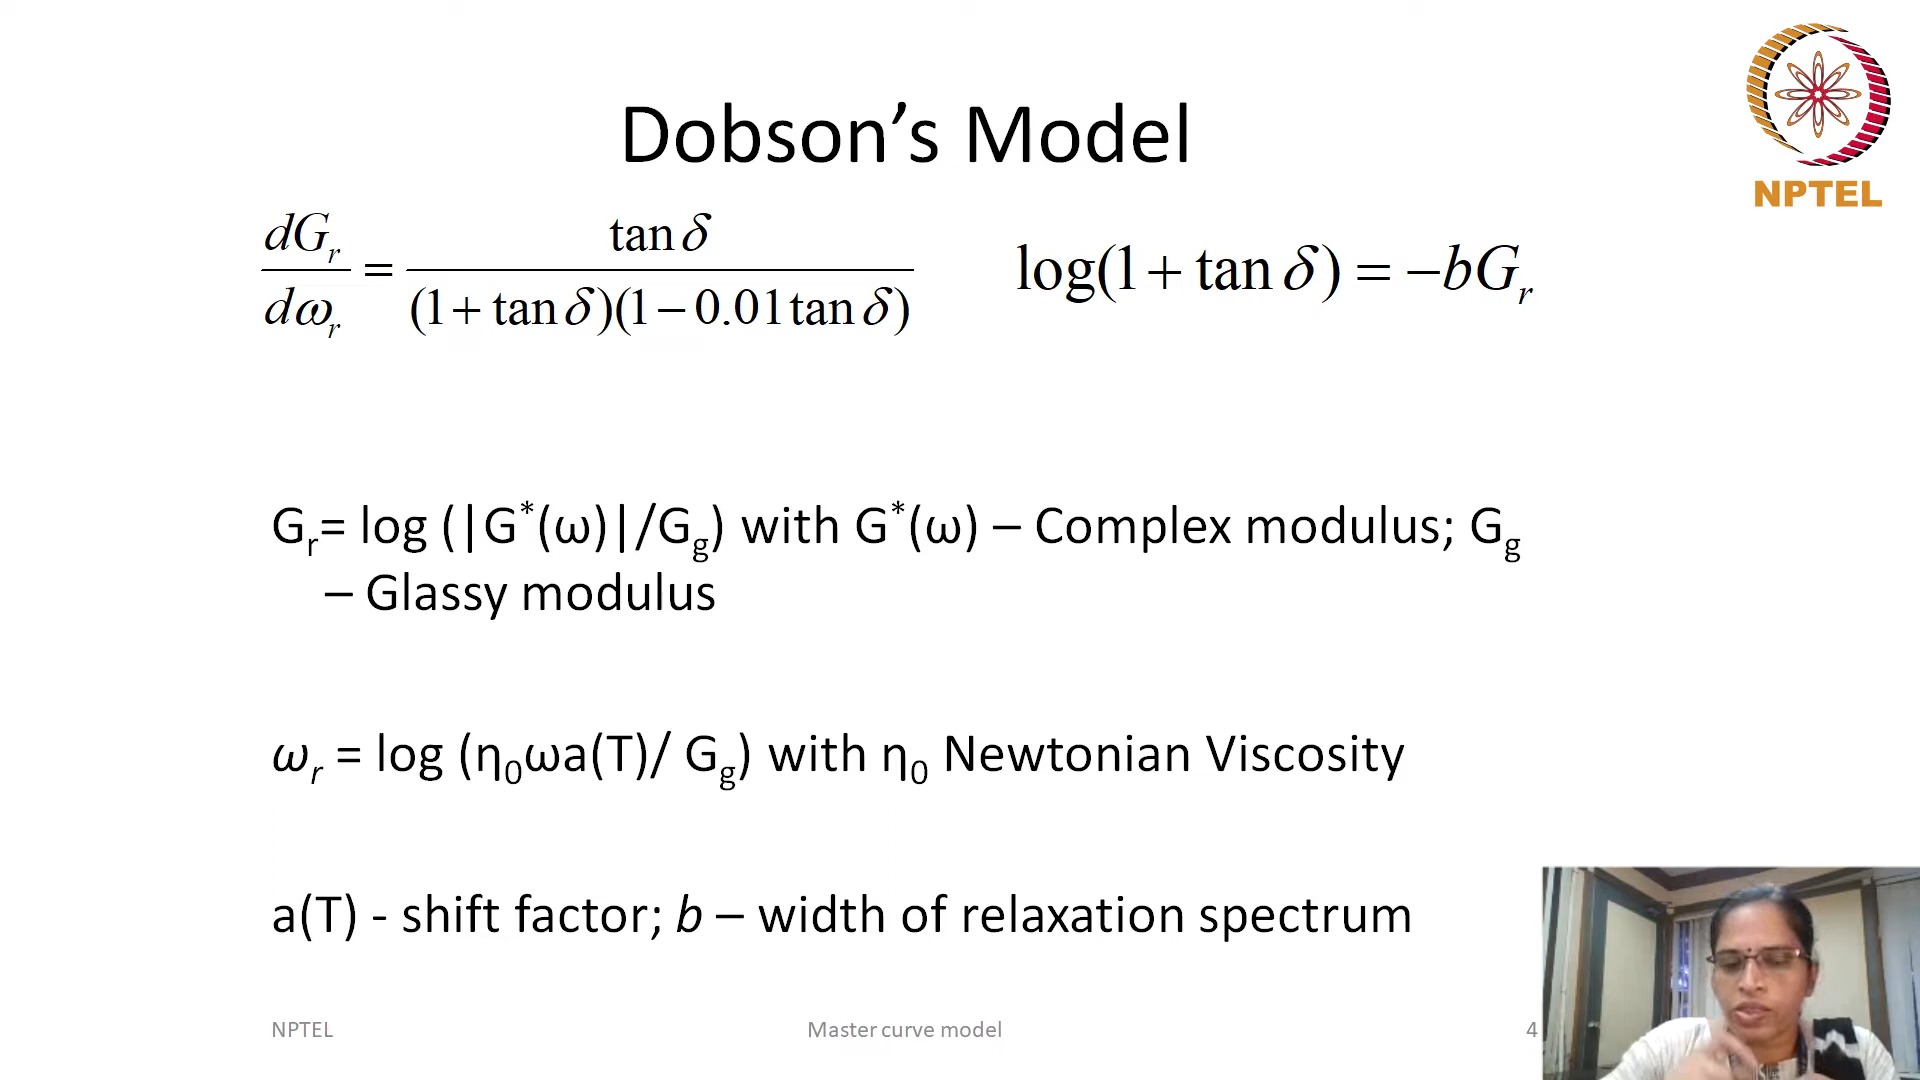 NPTEL
Dobson’s Model
dG_r/dω_r = tan δ/((1 + tan δ)(1 − 0.01 tan δ))
log(1 + tan δ) = −bG_r
G_r= log (|G^*(ω)|/G_g) with G^*(ω) – Complex modulus; G_g
– Glassy modulus
ω_r = log (η_0ωa(T)/ G_g) with η_0 Newtonian Viscosity
a(T) - shift factor; b – width of relaxation spectrum
NPTEL
Master curve model
4